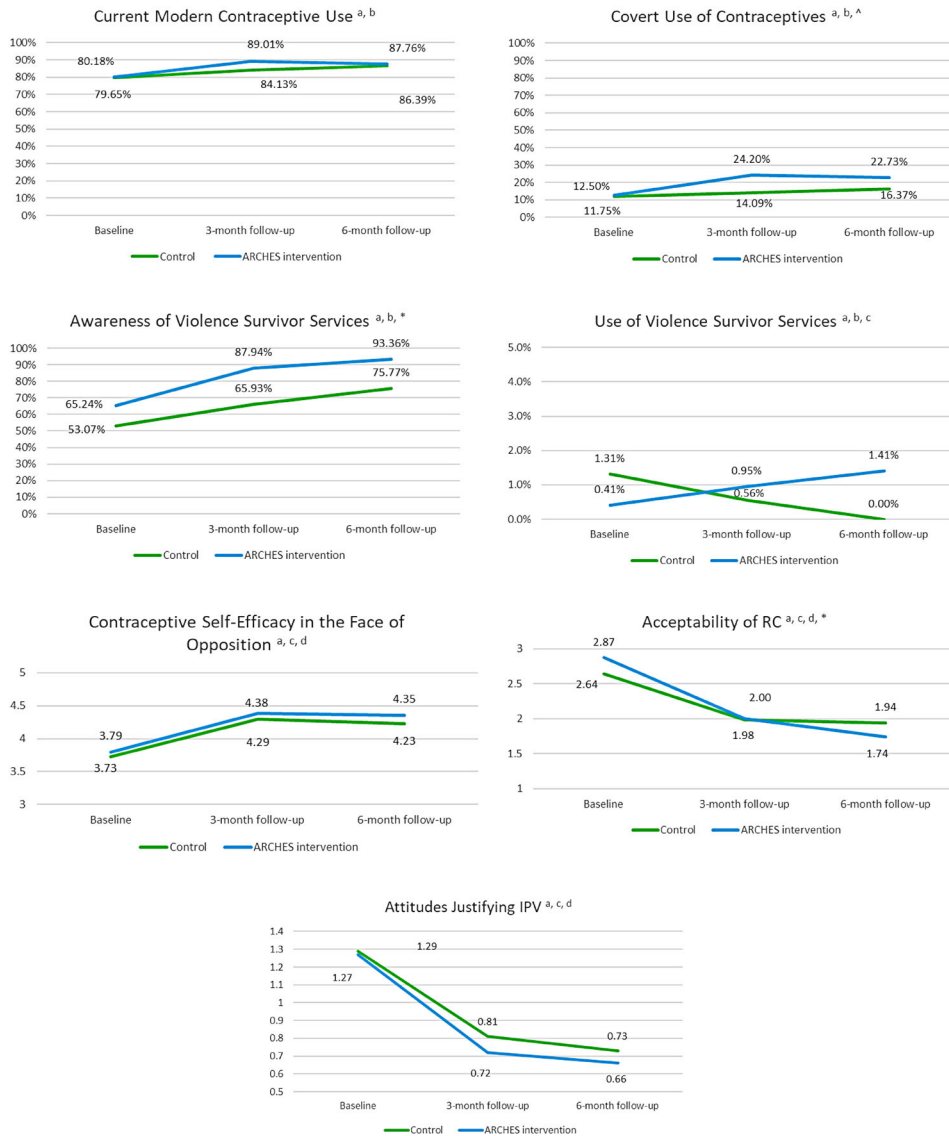 Current Modern Contraceptive Use a, b
100%
90%
80%
70%
60%
50%
40%
30%
20%
10%
0%
80.18%
89.01%
87.76%
79.65%
84.13%
86.39%
Baseline
3-month follow-up
6-month follow-up
Control
ARCHES intervention
Covert Use of Contraceptives a, b, ^
100%
90%
80%
70%
60%
50%
40%
30%
20%
10%
0%
12.50%
24.20%
22.73%
11.75%
14.09%
16.37%
Baseline
3-month follow-up
6-month follow-up
Control
ARCHES intervention
Awareness of Violence Survivor Services a, b, *
100%
90%
80%
70%
60%
50%
40%
30%
20%
10%
0%
65.24%
87.94%
93.36%
53.07%
65.93%
75.77%
Baseline
3-month follow-up
6-month follow-up
Control
ARCHES intervention
Use of Violence Survivor Services a, b, c
5.0%
4.0%
3.0%
2.0%
1.0%
0.0%
1.31%
0.95%
1.41%
0.41%
0.56%
0.00%
Baseline
3-month follow-up
6-month follow-up
Control
ARCHES intervention
Contraceptive Self-Efficacy in the Face of
Opposition a, c, d
5
4.5
4
3.5
3
3.79
4.38
4.35
3.73
4.29
4.23
Baseline
3-month follow-up
6-month follow-up
Control
ARCHES intervention
Acceptability of RC a, c, d, *
3
2.5
2
1.5
1
2.87
2.00
1.94
2.64
1.98
1.74
Baseline
3-month follow-up
6-month follow-up
Control
ARCHES intervention
Attitudes Justifying IPV a, c, d
1.4
1.3
1.2
1.1
1
0.9
0.8
0.7
0.6
0.5
1.29
0.81
0.73
1.27
0.72
0.66
Baseline
3-month follow-up
6-month follow-up
Control
ARCHES intervention